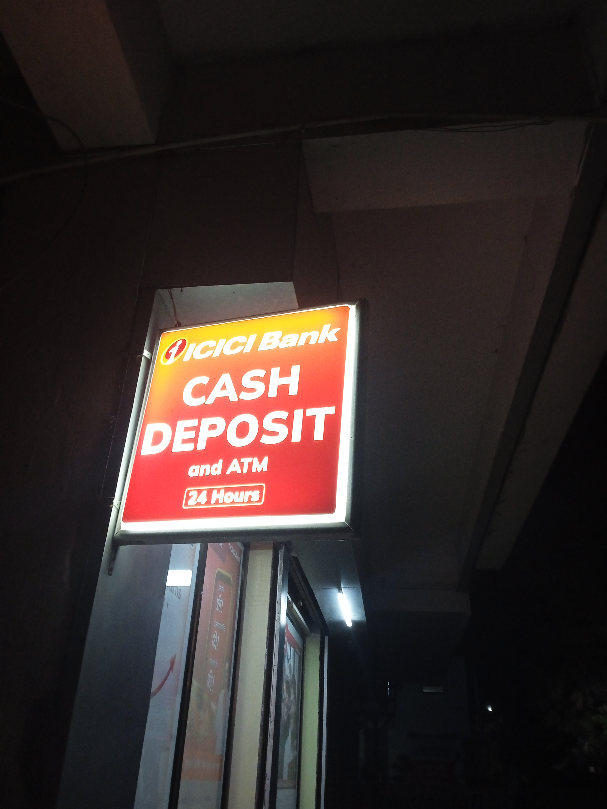 i ICICI Bank
CASH
DEPOSIT
and ATM
24 Hours